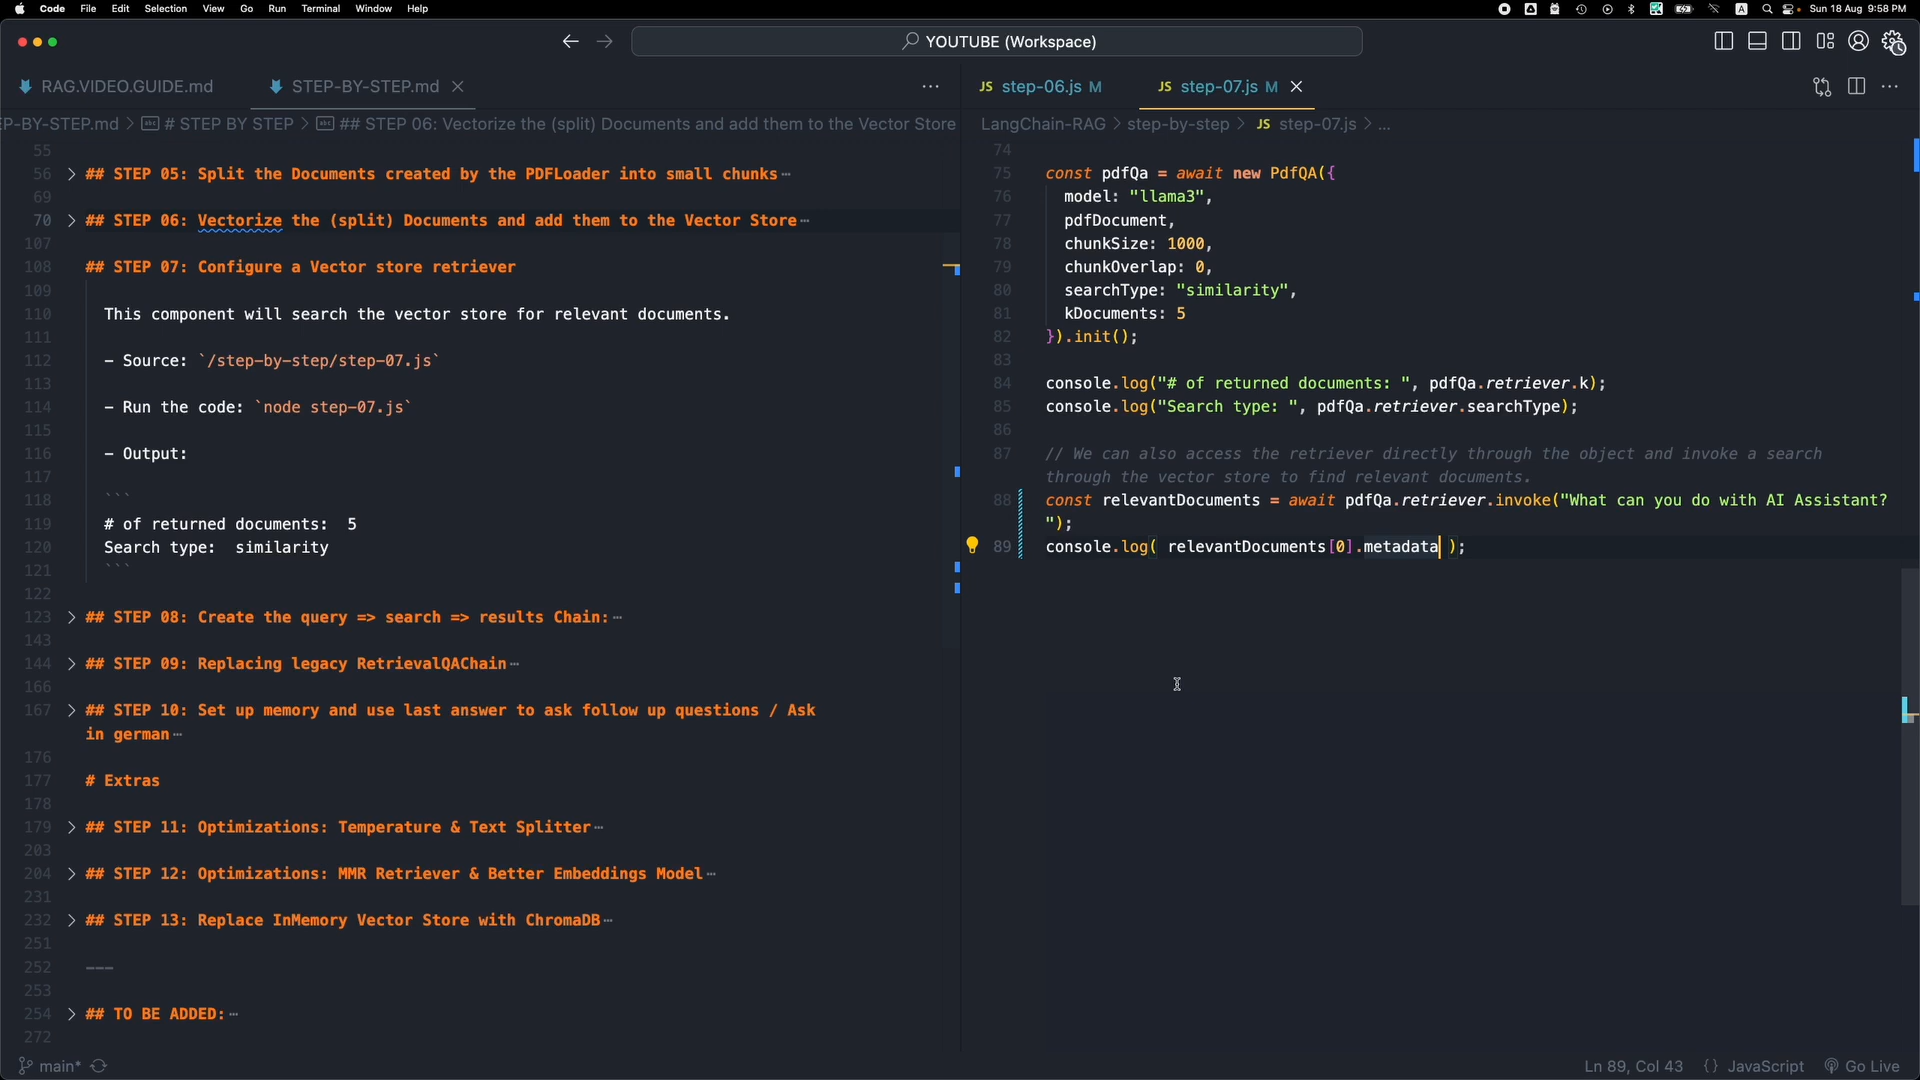 Code File Edit Selection View Go Run Terminal Window Help
A Sun 18 Aug 9:58 PM
YOUTUBE (Workspace)
RAG.VIDEO.GUIDE.md STEP-BY-STEP.md
P-BY-STEP.md > # STEP BY STEP > ## STEP 06: Vectorize the (split) Documents and add them to the Vector Store
55
56 > ## STEP 05: Split the Documents created by the PDFLoader into small chunks…
69
70 > ## STEP 06: Vectorize the (split) Documents and add them to the Vector Store…
107
108 ## STEP 07: Configure a Vector store retriever
109
110 This component will search the vector store for relevant documents.
111
112 - Source: `/step-by-step/step-07.js`
113
114 - Run the code: `node step-07.js`
115
116 - Output:
117
118 ```
119 # of returned documents:  5
120 Search type:  similarity
121 ```
122
123 > ## STEP 08: Create the query => search => results Chain:…
143
144 > ## STEP 09: Replacing legacy RetrievalQAChain…
166
167 > ## STEP 10: Set up memory and use last answer to ask follow up questions / Ask
in german…
176
177 # Extras
178
179 > ## STEP 11: Optimizations: Temperature & Text Splitter…
203
204 > ## STEP 12: Optimizations: MMR Retriever & Better Embeddings Model…
231
232 > ## STEP 13: Replace InMemory Vector Store with ChromaDB…
251
252 ---
253
254 > ## TO BE ADDED:…
272
JS step-06.js M JS step-07.js M
LangChain-RAG > step-by-step > JS step-07.js > ...
74
75 const pdfQa = await new PdfQA({
76 model: "llama3",
77 pdfDocument,
78 chunkSize: 1000,
79 chunkOverlap: 0,
80 searchType: "similarity",
81 kDocuments: 5
82 }).init();
83
84 console.log("# of returned documents: ", pdfQa.retriever.k);
85 console.log("Search type: ", pdfQa.retriever.searchType);
86
87 // We can also access the retriever directly through the object and invoke a search
through the vector store to find relevant documents.
88 const relevantDocuments = await pdfQa.retriever.invoke("What can you do with AI Assistant?
");
89 console.log( relevantDocuments[0].metadata );
main* Ln 89, Col 43 {} JavaScript Go Live